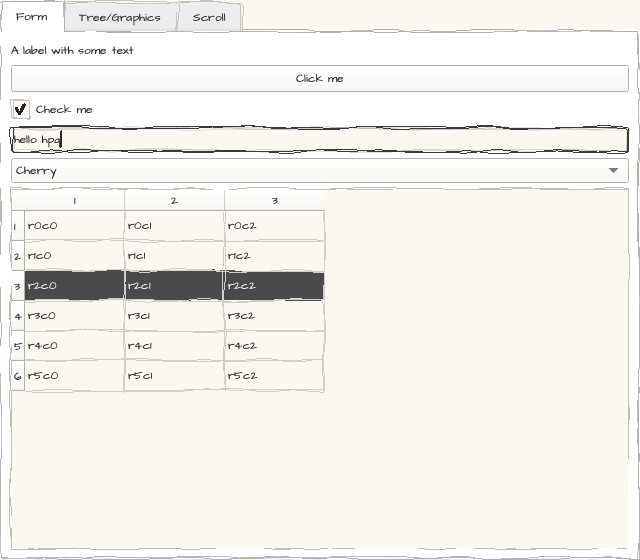 Form Tree/Graphics Scroll
A label with some text
Click me
Check me
hello hpq
Cherry
1 2 3
1 r0c0 r0c1 r0c2
2 r1c0 r1c1 r1c2
3 r2c0 r2c1 r2c2
4 r3c0 r3c1 r3c2
5 r4c0 r4c1 r4c2
6 r5c0 r5c1 r5c2